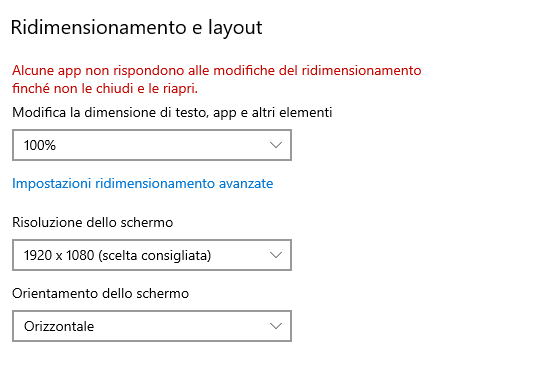 Ridimensionamento e layout
Alcune app non rispondono alle modifiche del ridimensionamento
finché non le chiudi e le riapri.
Modifica la dimensione di testo, app e altri elementi
100%
Impostazioni ridimensionamento avanzate
Risoluzione dello schermo
1920 x 1080 (scelta consigliata)
Orientamento dello schermo
Orizzontale